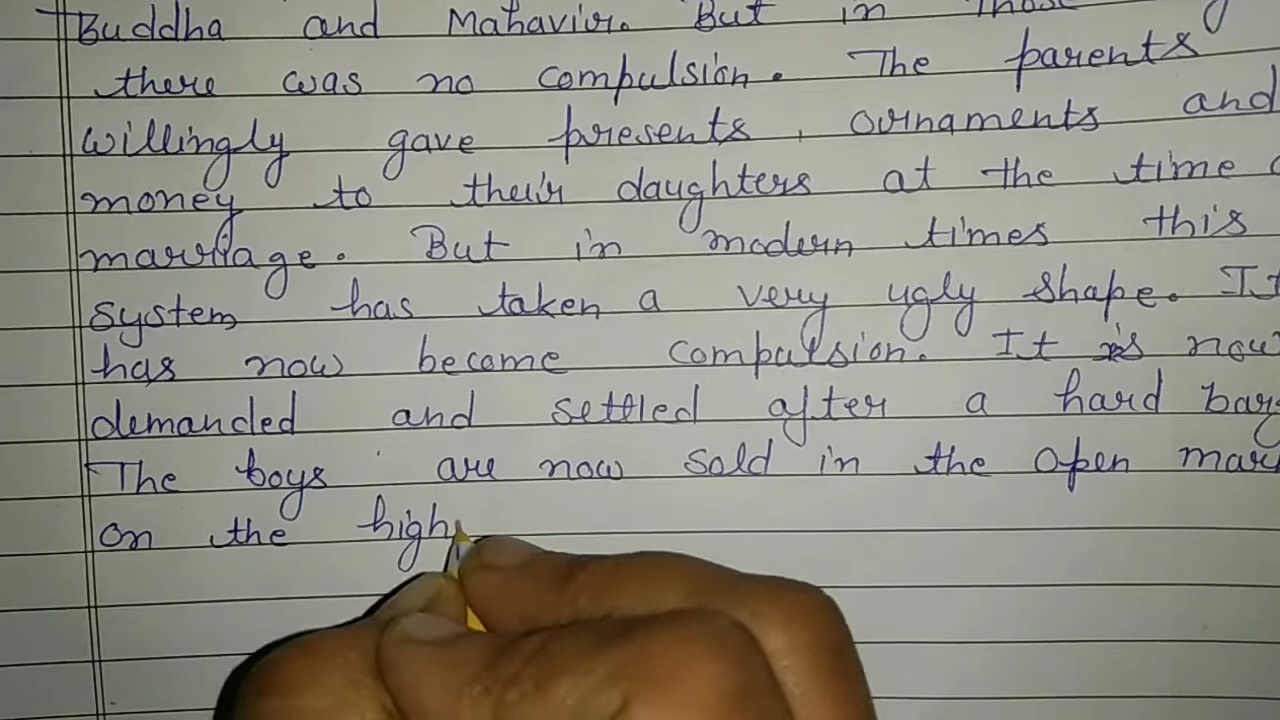 Buddha and Mahavir. But in those
there was no compulsion. The parents
willingly gave presents, ornaments and
money to their daughters at the time
marriage. But in modern times this
system has taken a very ugly shape. It
has now become compulsion. It is now
demanded and settled after a hard
The boys are now sold in the open
on the high